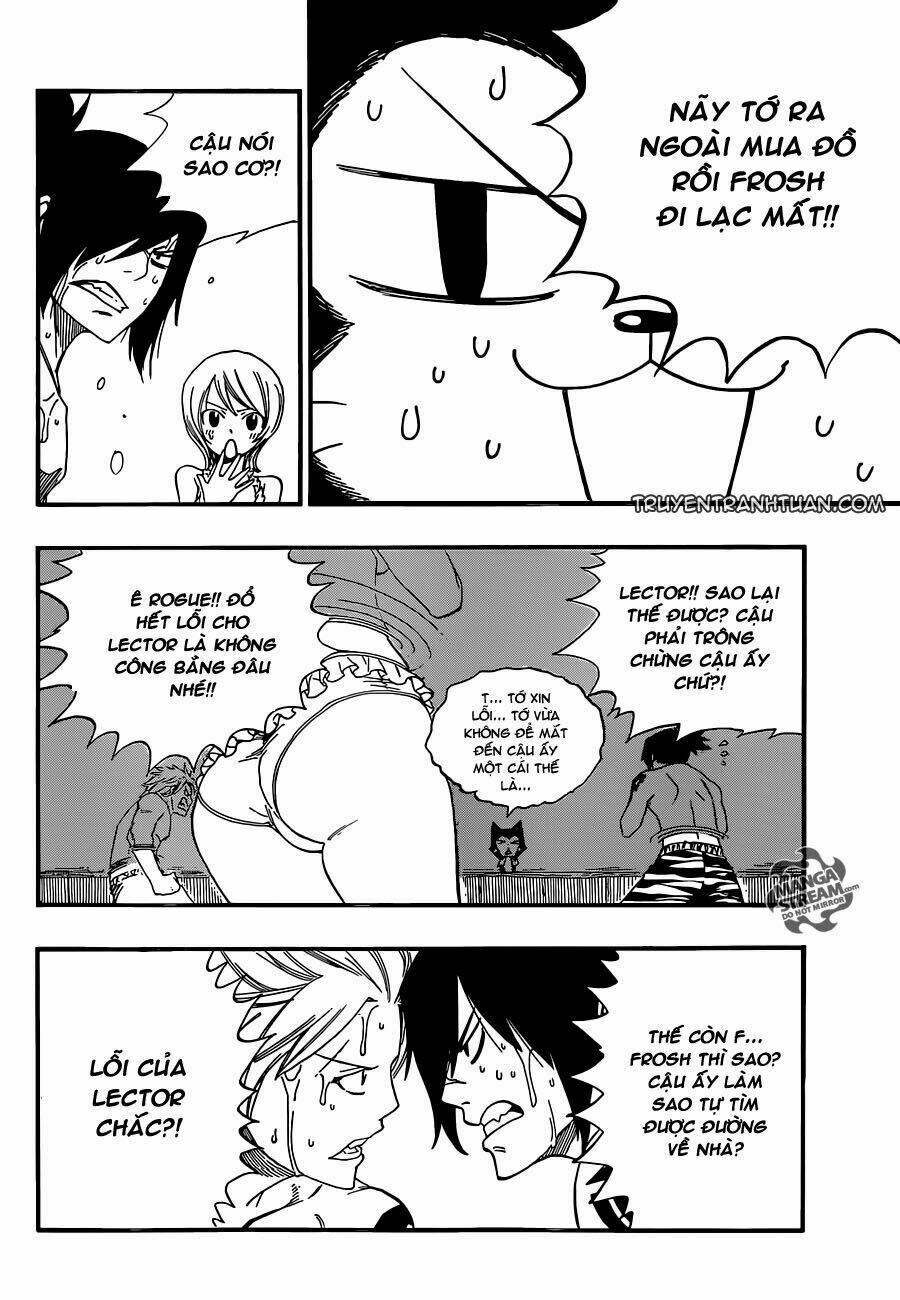 NÃY TỚ RA
NGOÀI MUA ĐỒ
RỒI FROSH
ĐI LẠC MẤT!!
CẬU NÓI
SAO CƠ?!
TRUYENTRANHTUAN.COM
LECTOR!! SAO LẠI
THẾ ĐƯỢC? CẬU
PHẢI TRÔNG
CHỪNG CẬU ẤY
CHỨ?!
T... TỚ XIN
LỖI... TỚ VỪA
KHÔNG ĐỂ MẮT
ĐẾN CẬU ẤY
MỘT CÁI THẾ
LÀ...
Ê ROGUE!! ĐỔ
HẾT LỖI CHO
LECTOR LÀ KHÔNG
CÔNG BẰNG ĐÂU
NHÉ!!
MANGA
STREAM.com
DO NOT MIRROR
THẾ CÒN F...
FROSH THÌ SAO?
CẬU ẤY LÀM
SAO TỰ TÌM
ĐƯỢC ĐƯỜNG
VỀ NHÀ?
LỖI CỦA
LECTOR
CHẮC?!